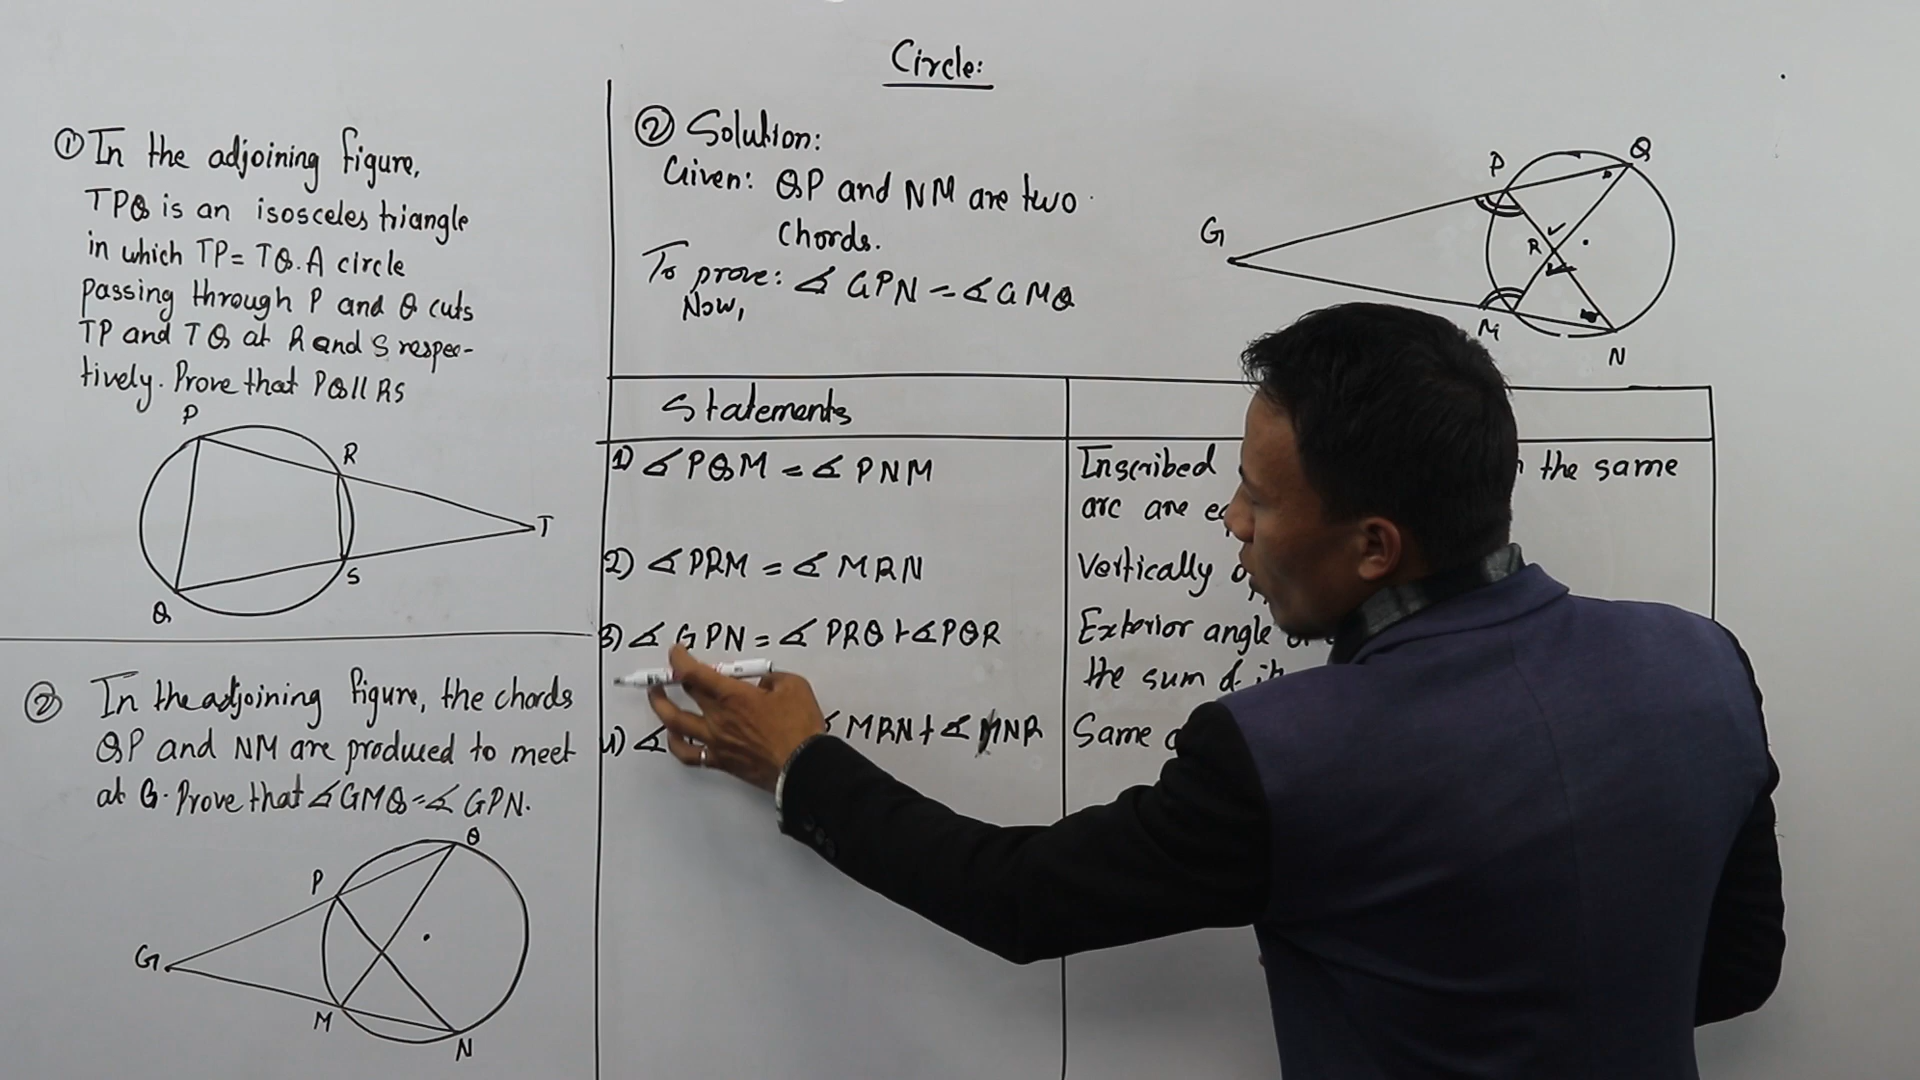 Circle:
① In the adjoining figure,
TPQ is an isosceles triangle
in which TP = TQ. A circle
passing through P and Q cuts
TP and TQ at R and S respec-
tively. Prove that PQ || RS
P
R
T
S
Q
② In the adjoining figure, the chords
QP and NM are produced to meet
at G. Prove that ∡GMQ = ∡GPN.
Q
P
G
M
N
② Solution:
Given: QP and NM are two
chords.
To prove: ∡GPN = ∡GMQ
Now,
P
Q
G
R
M
N
Statements
1) ∡PQM = ∡PNM
Inscribed the same
arc are
2) ∡PRM = ∡MRN
Vertically
3) ∡GPN = ∡PRQ + ∡PQR
Exterior angle
the sum of
4) ∡ MRN + ∡MNR
Same